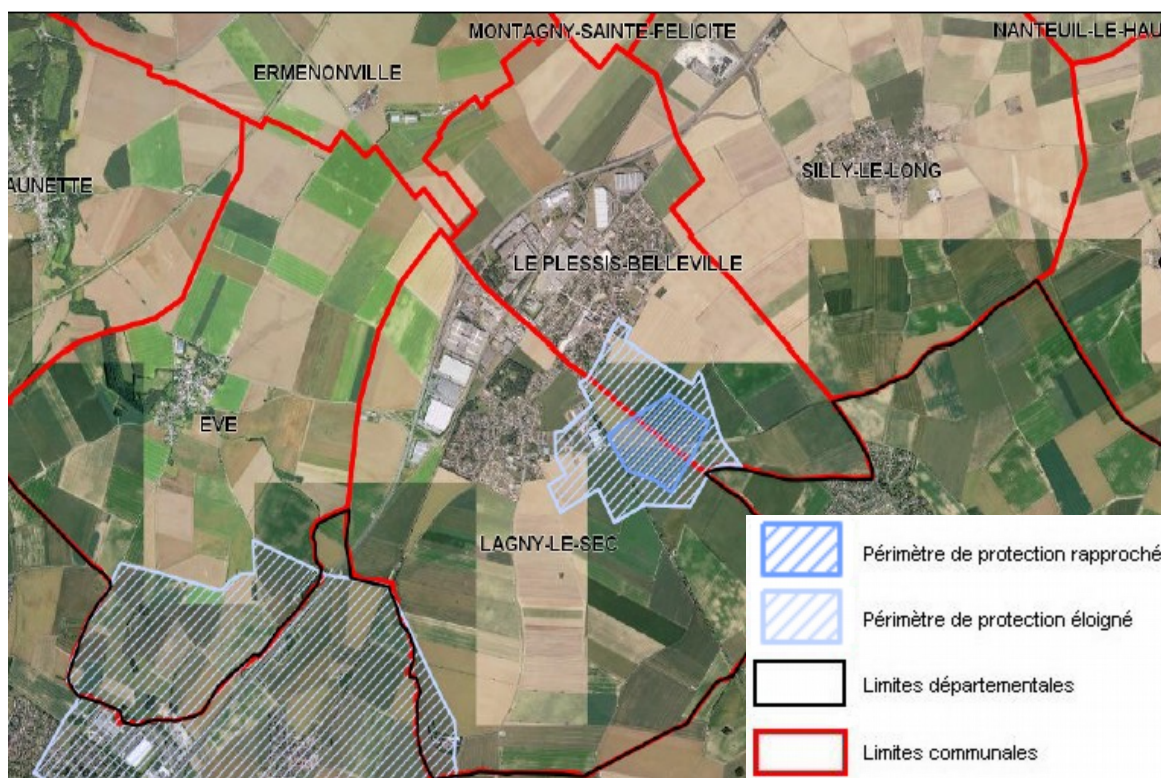 MONTAGNY-SAINTE-FELICITE
NANTEUIL-LE-HAU
ERMENONVILLE
SILLY-LE-LONG
AUNETTE
LE PLESSIS-BELLEVILLE
EVE
LAGNY-LE-SEC
Périmètre de protection rapproché
Périmètre de protection éloigné
Limites départementales
Limites communales